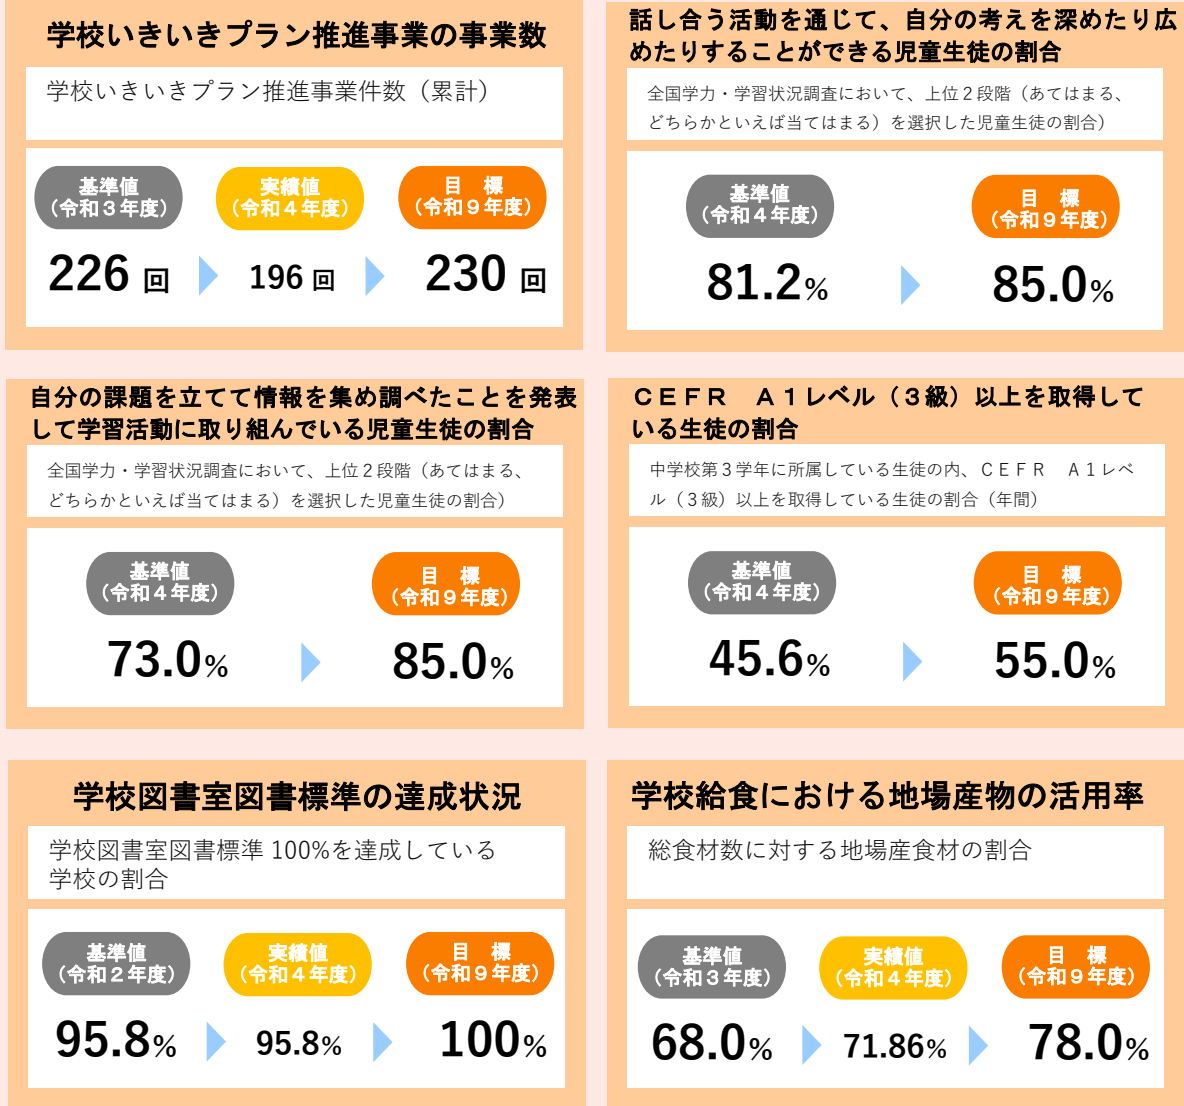 学校いきいきプラン推進事業の事業数
学校いきいきプラン推進事業件数（累計）
基準値
（令和３年度）
実績値
（令和４年度）
目　標
（令和９年度）
226 回
196 回
230 回
話し合う活動を通じて、自分の考えを深めたり広
めたりすることができる児童生徒の割合
全国学力・学習状況調査において、上位２段階（あてはまる、
どちらかといえば当てはまる）を選択した児童生徒の割合）
基準値
（令和４年度）
目　標
（令和９年度）
81.2%
85.0%
自分の課題を立てて情報を集め調べたことを発表
して学習活動に取り組んでいる児童生徒の割合
全国学力・学習状況調査において、上位２段階（あてはまる、
どちらかといえば当てはまる）を選択した児童生徒の割合）
基準値
（令和４年度）
目　標
（令和９年度）
73.0%
85.0%
ＣＥＦＲ　Ａ１レベル（３級）以上を取得して
いる生徒の割合
中学校第３学年に所属している生徒の内、ＣＥＦＲ　Ａ１レベ
ル（３級）以上を取得している生徒の割合（年間）
基準値
（令和４年度）
目　標
（令和９年度）
45.6%
55.0%
学校図書室図書標準の達成状況
学校図書室図書標準 100%を達成している
学校の割合
基準値
（令和２年度）
実績値
（令和４年度）
目　標
（令和９年度）
95.8%
95.8%
100%
学校給食における地場産物の活用率
総食材数に対する地場産食材の割合
基準値
（令和３年度）
実績値
（令和４年度）
目　標
（令和９年度）
68.0%
71.86%
78.0%